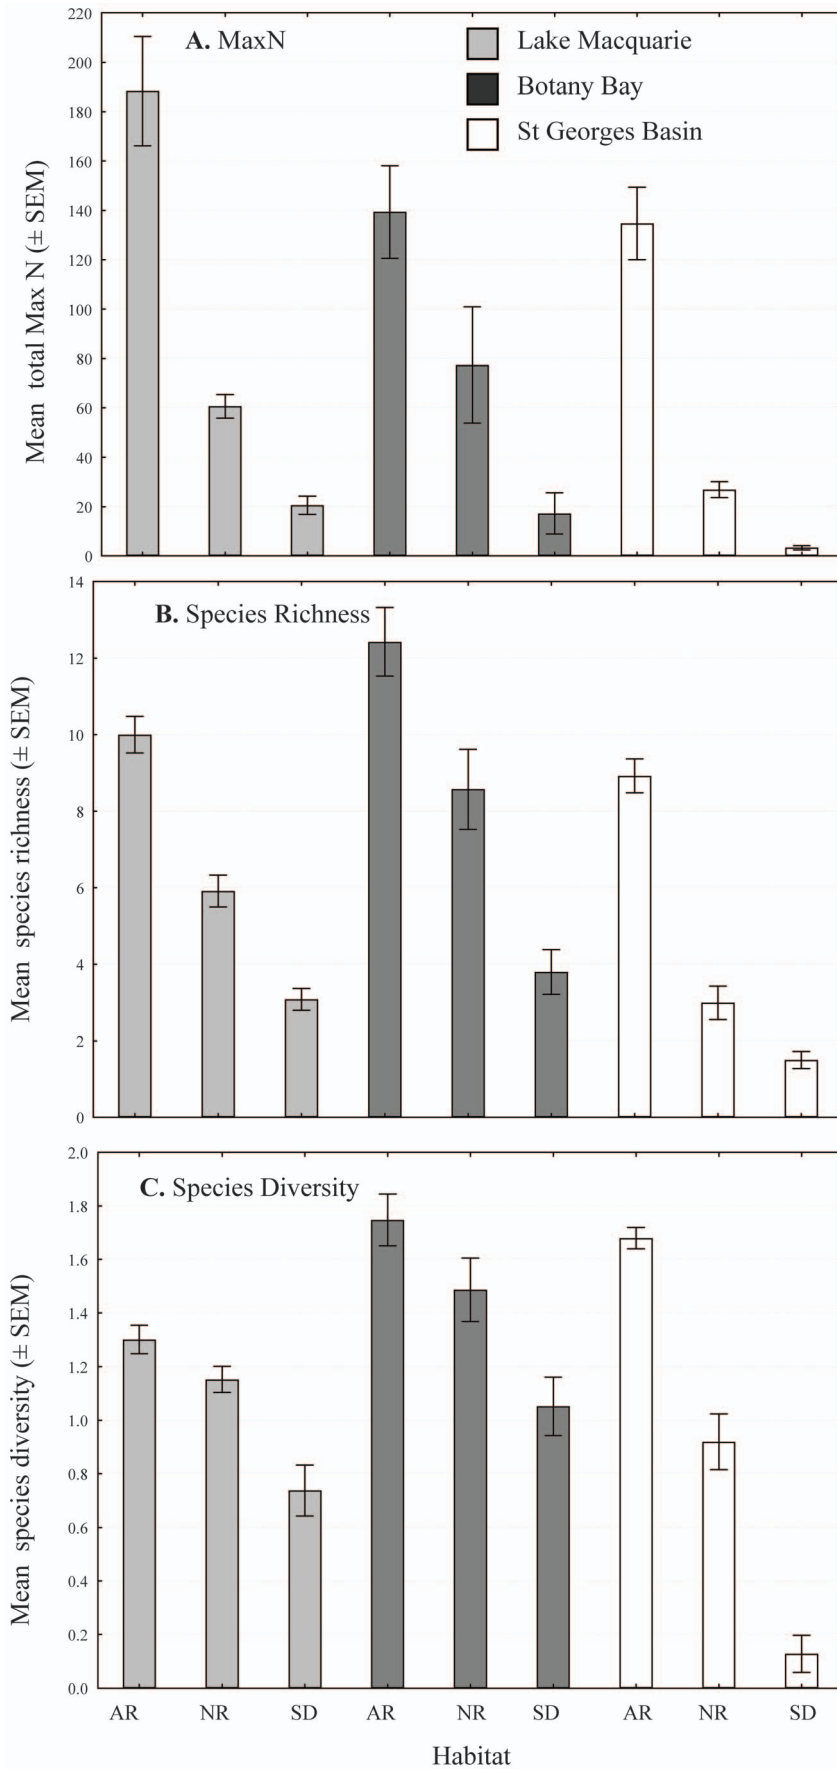 A. MaxN
Lake Macquarie
Botany Bay
St Georges Basin
Mean total Max N (± SEM)
220
200
180
160
140
120
100
80
60
40
20
0
B. Species Richness
Mean species richness (± SEM)
14
12
10
8
6
4
2
0
C. Species Diversity
Mean species diversity (± SEM)
2.0
1.8
1.6
1.4
1.2
1.0
0.8
0.6
0.4
0.2
0.0
AR NR SD AR NR SD AR NR SD
Habitat